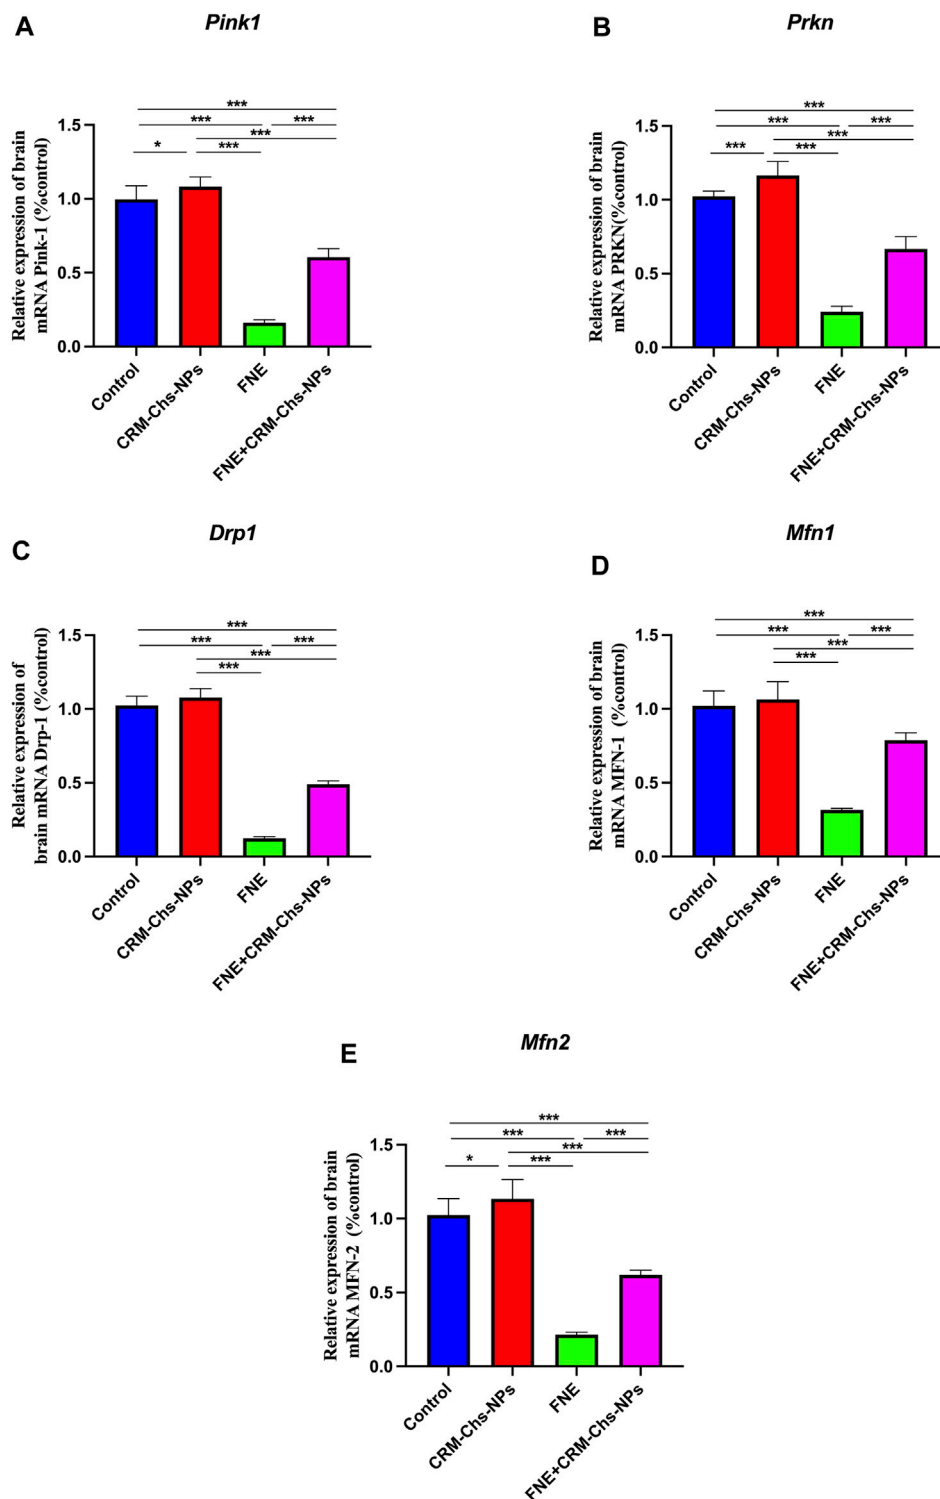 A
Pink1
Relative expression of brain
mRNA Pink-1 (%control)
***
*** ***
***
* ***
1.5
1.0
0.5
0.0
Control
CRM-Chs-NPs
FNE
FNE+CRM-Chs-NPs
B
Prkn
Relative expression of brain
mRNA PRKN(%control)
***
*** ***
***
*** ***
1.5
1.0
0.5
0.0
Control
CRM-Chs-NPs
FNE
FNE+CRM-Chs-NPs
C
Drp1
Relative expression of
brain mRNA Drp-1 (%control)
***
*** ***
***
***
1.5
1.0
0.5
0.0
Control
CRM-Chs-NPs
FNE
FNE+CRM-Chs-NPs
D
Mfn1
Relative expression of brain
mRNA MFN-1 (%control)
***
*** ***
***
***
1.5
1.0
0.5
0.0
Control
CRM-Chs-NPs
FNE
FNE+CRM-Chs-NPs
E
Mfn2
Relative expression of brain
mRNA MFN-2 (%control)
***
*** ***
***
* ***
1.5
1.0
0.5
0.0
Control
CRM-Chs-NPs
FNE
FNE+CRM-Chs-NPs